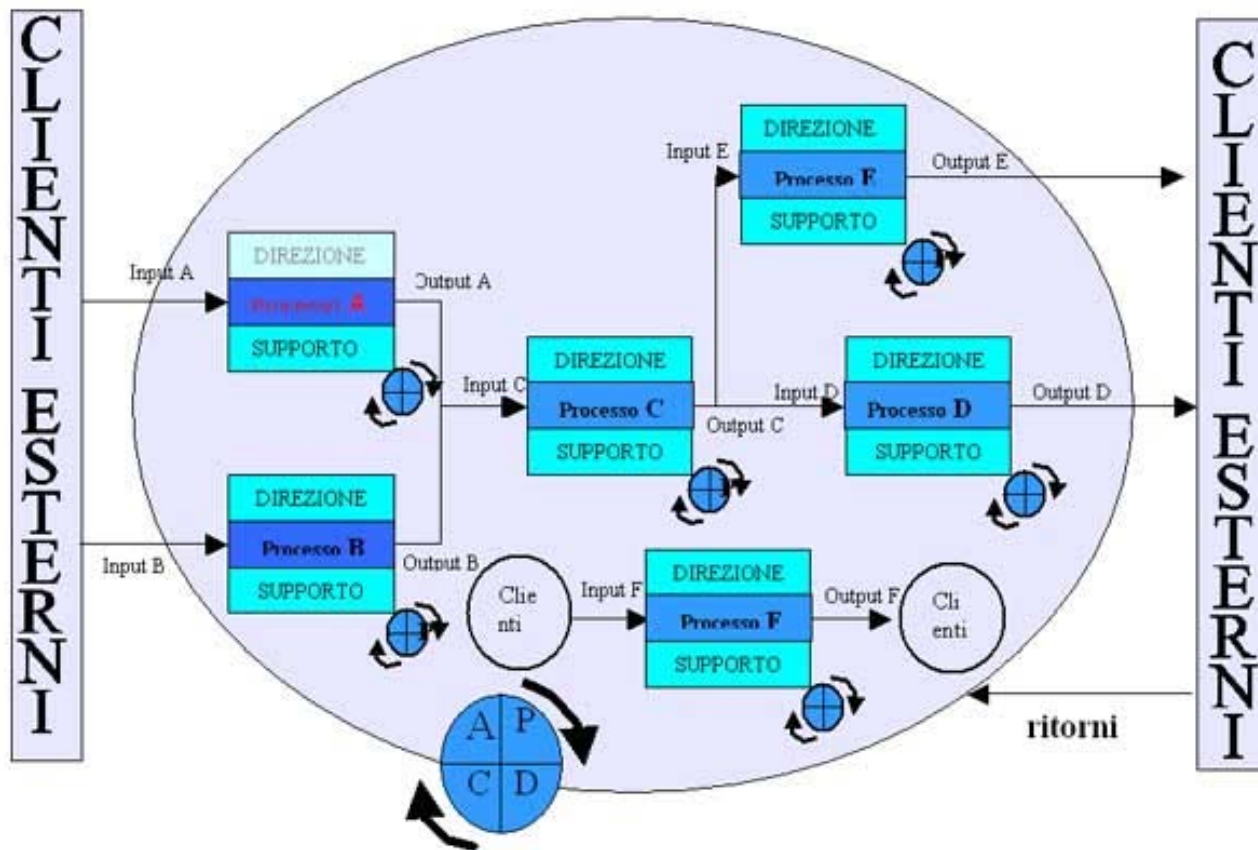 CLIENTI ESTERNI
DIREZIONE
Input E
Processo E
Output E
SUPPORTO
DIREZIONE
Input A
Output A
SUPPORTO
DIREZIONE
Input C
Processo C
Output C
SUPPORTO
DIREZIONE
Input D
Processo D
Output D
SUPPORTO
DIREZIONE
Input B
Processo B
Output B
SUPPORTO
Clie
nti
Input F
DIREZIONE
Processo F
SUPPORTO
Output F
Cli
enti
A P
C D
ritorni
CLIENTI ESTERNI